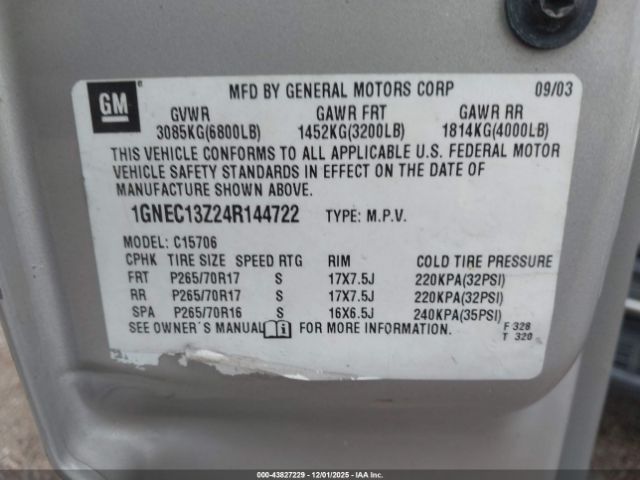 GM
MFD BY GENERAL MOTORS CORP 09/03
GVWR GAWR FRT GAWR RR
3085KG(6800LB) 1452KG(3200LB) 1814KG(4000LB)
THIS VEHICLE CONFORMS TO ALL APPLICABLE U.S. FEDERAL MOTOR
VEHICLE SAFETY STANDARDS IN EFFECT ON THE DATE OF
MANUFACTURE SHOWN ABOVE.
1GNEC13Z24R144722 TYPE: M.P.V.
MODEL: C15706
CPHK TIRE SIZE SPEED RTG RIM COLD TIRE PRESSURE
FRT P265/70R17 S 17X7.5J 220KPA(32PSI)
RR P265/70R17 S 17X7.5J 220KPA(32PSI)
SPA P265/70R16 S 16X6.5J 240KPA(35PSI)
SEE OWNER'S MANUAL FOR MORE INFORMATION. F 328
T 320
000-43827229 - 12/01/2025 - IAAI.COM